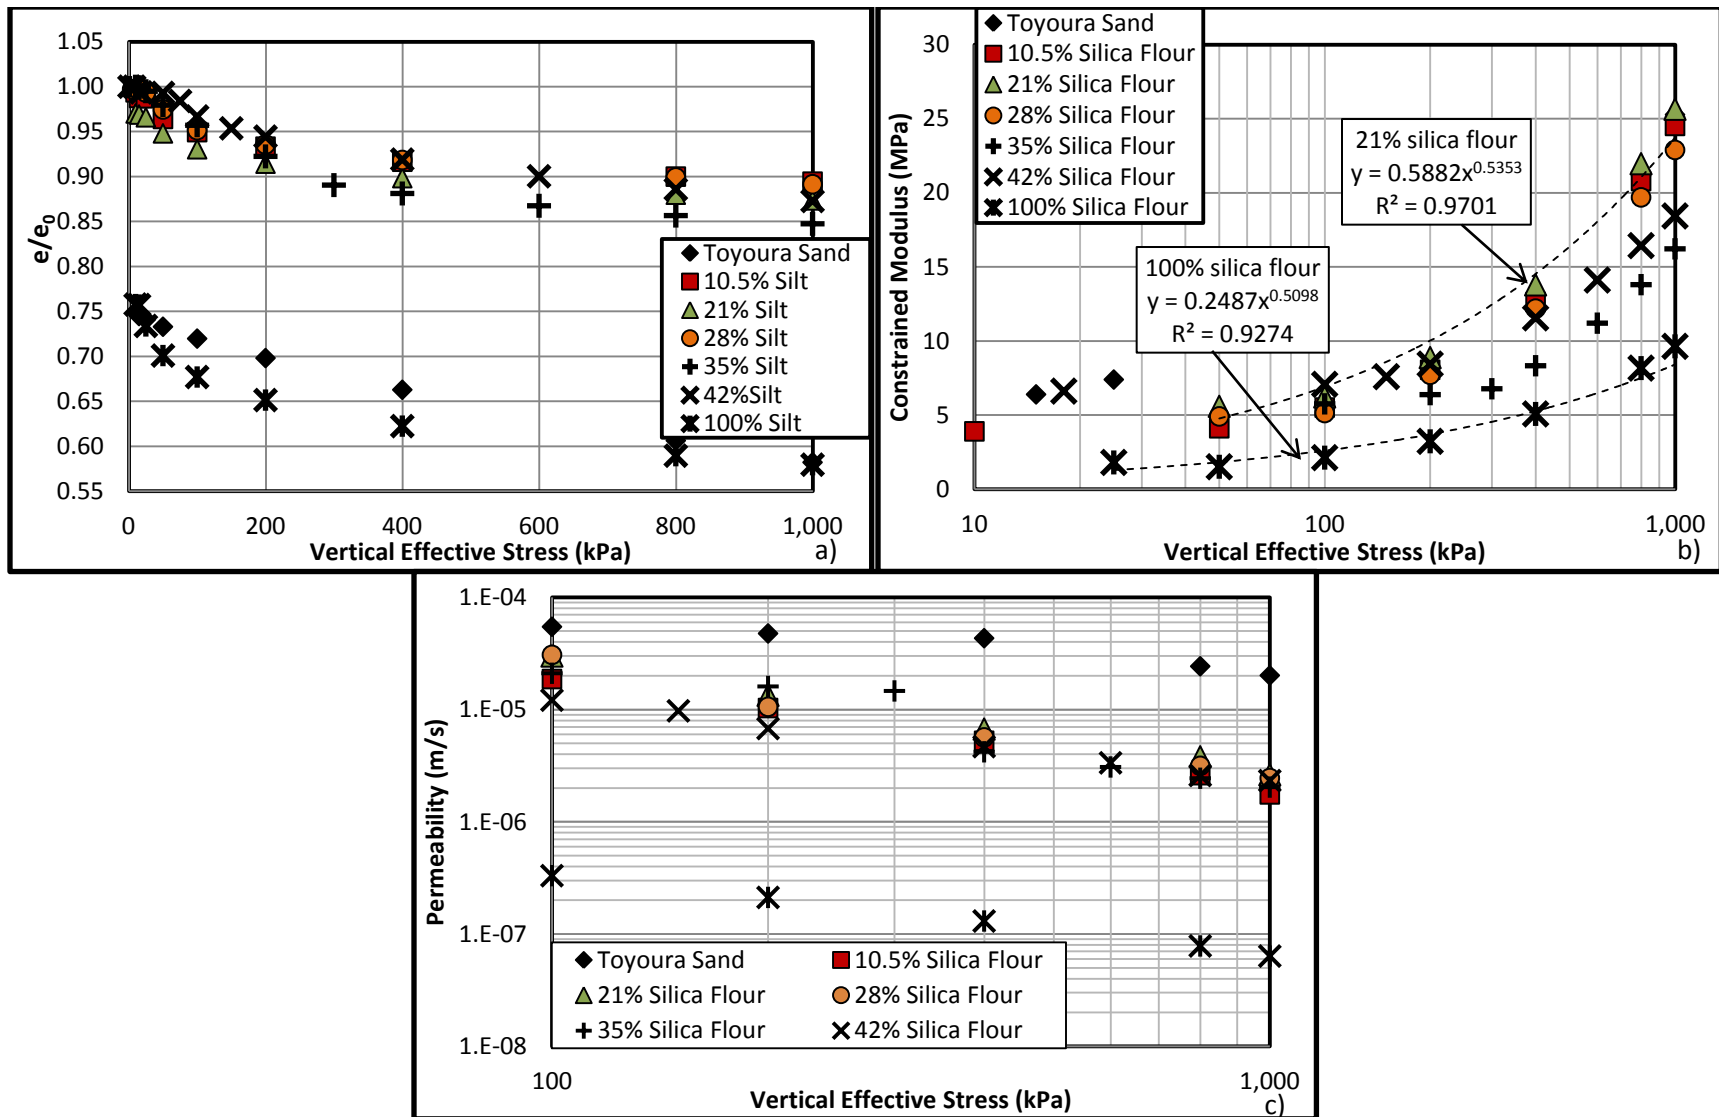 1.05
1.00
0.95
0.90
0.85
0.80
0.75
0.70
0.65
0.60
0.55
e/e0
0 200 400 600 800 1,000
Vertical Effective Stress (kPa)
a)
Toyoura Sand
10.5% Silt
21% Silt
28% Silt
35% Silt
42%Silt
100% Silt
30
25
20
15
10
5
0
Constrained Modulus (MPa)
10 100 1,000
Vertical Effective Stress (kPa)
b)
Toyoura Sand
10.5% Silica Flour
21% Silica Flour
28% Silica Flour
35% Silica Flour
42% Silica Flour
100% Silica Flour
21% silica flour
y = 0.5882x^0.5353
R² = 0.9701
100% silica flour
y = 0.2487x^0.5098
R² = 0.9274
1.E-04
1.E-05
1.E-06
1.E-07
1.E-08
Permeability (m/s)
Toyoura Sand 10.5% Silica Flour
21% Silica Flour 28% Silica Flour
35% Silica Flour 42% Silica Flour
100 1,000
Vertical Effective Stress (kPa)
c)